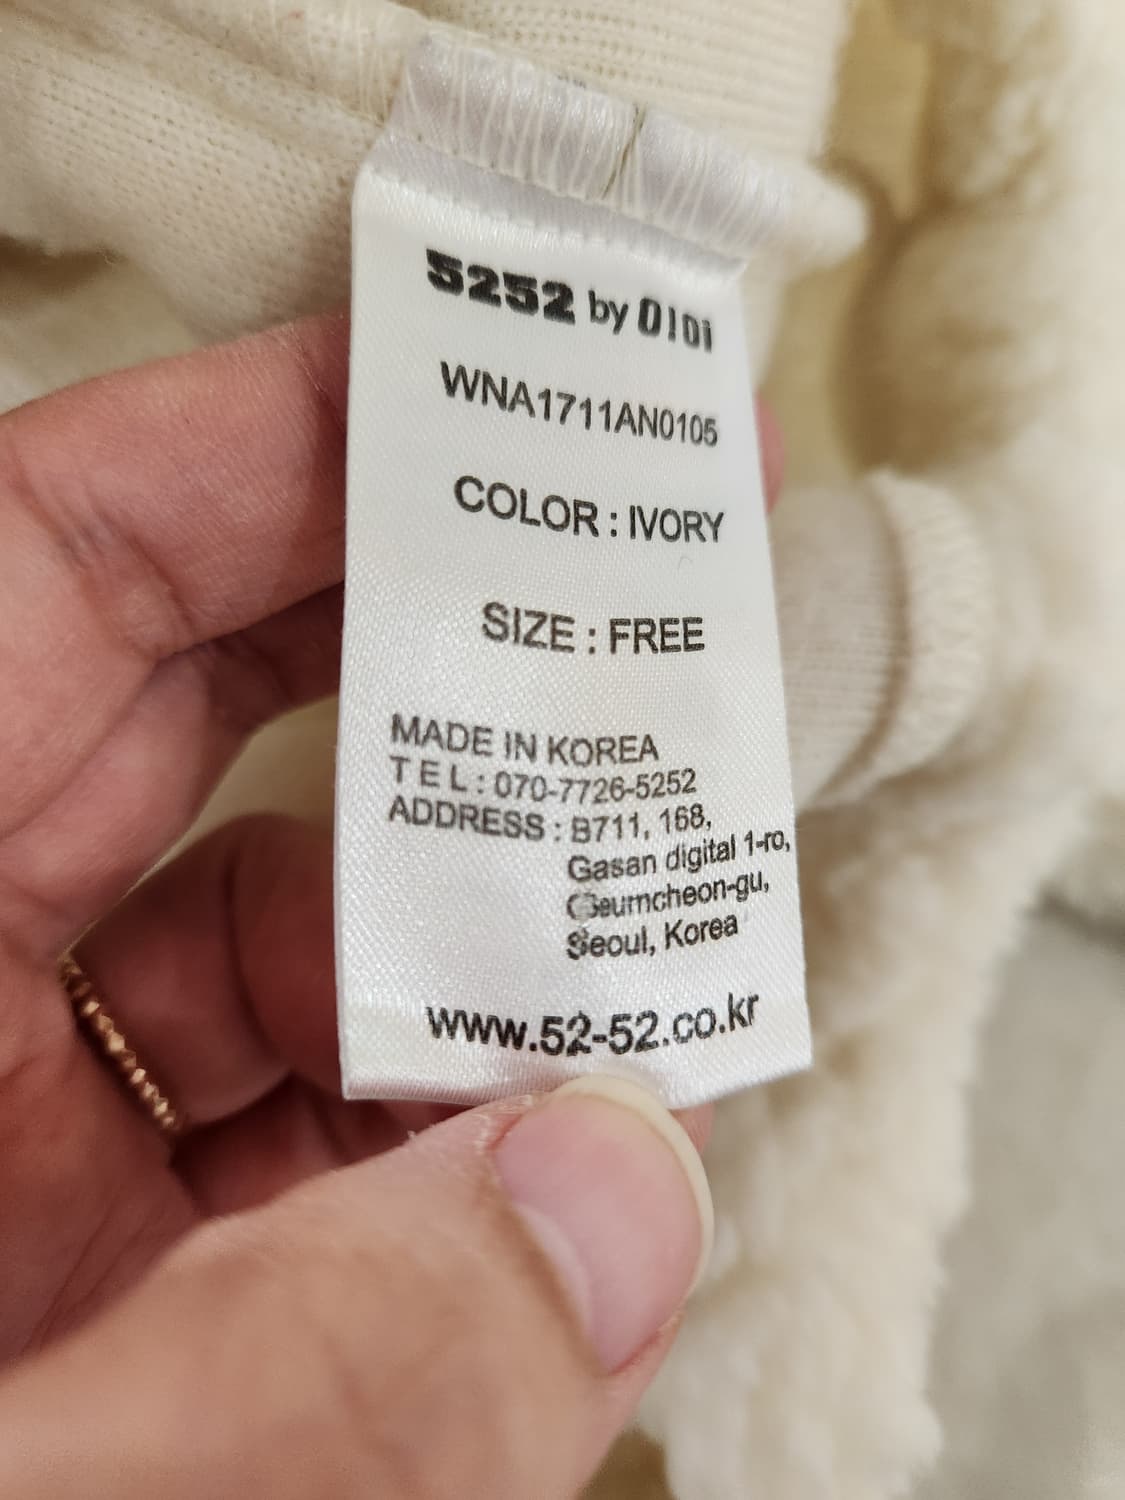 5252 by O!Oi
WNA1711AN0105
COLOR : IVORY
SIZE : FREE
MADE IN KOREA
TEL : 070-7726-5252
ADDRESS : B711, 168,
Gasan digital 1-ro,
Geumcheon-gu,
Seoul, Korea
www.52-52.co.kr